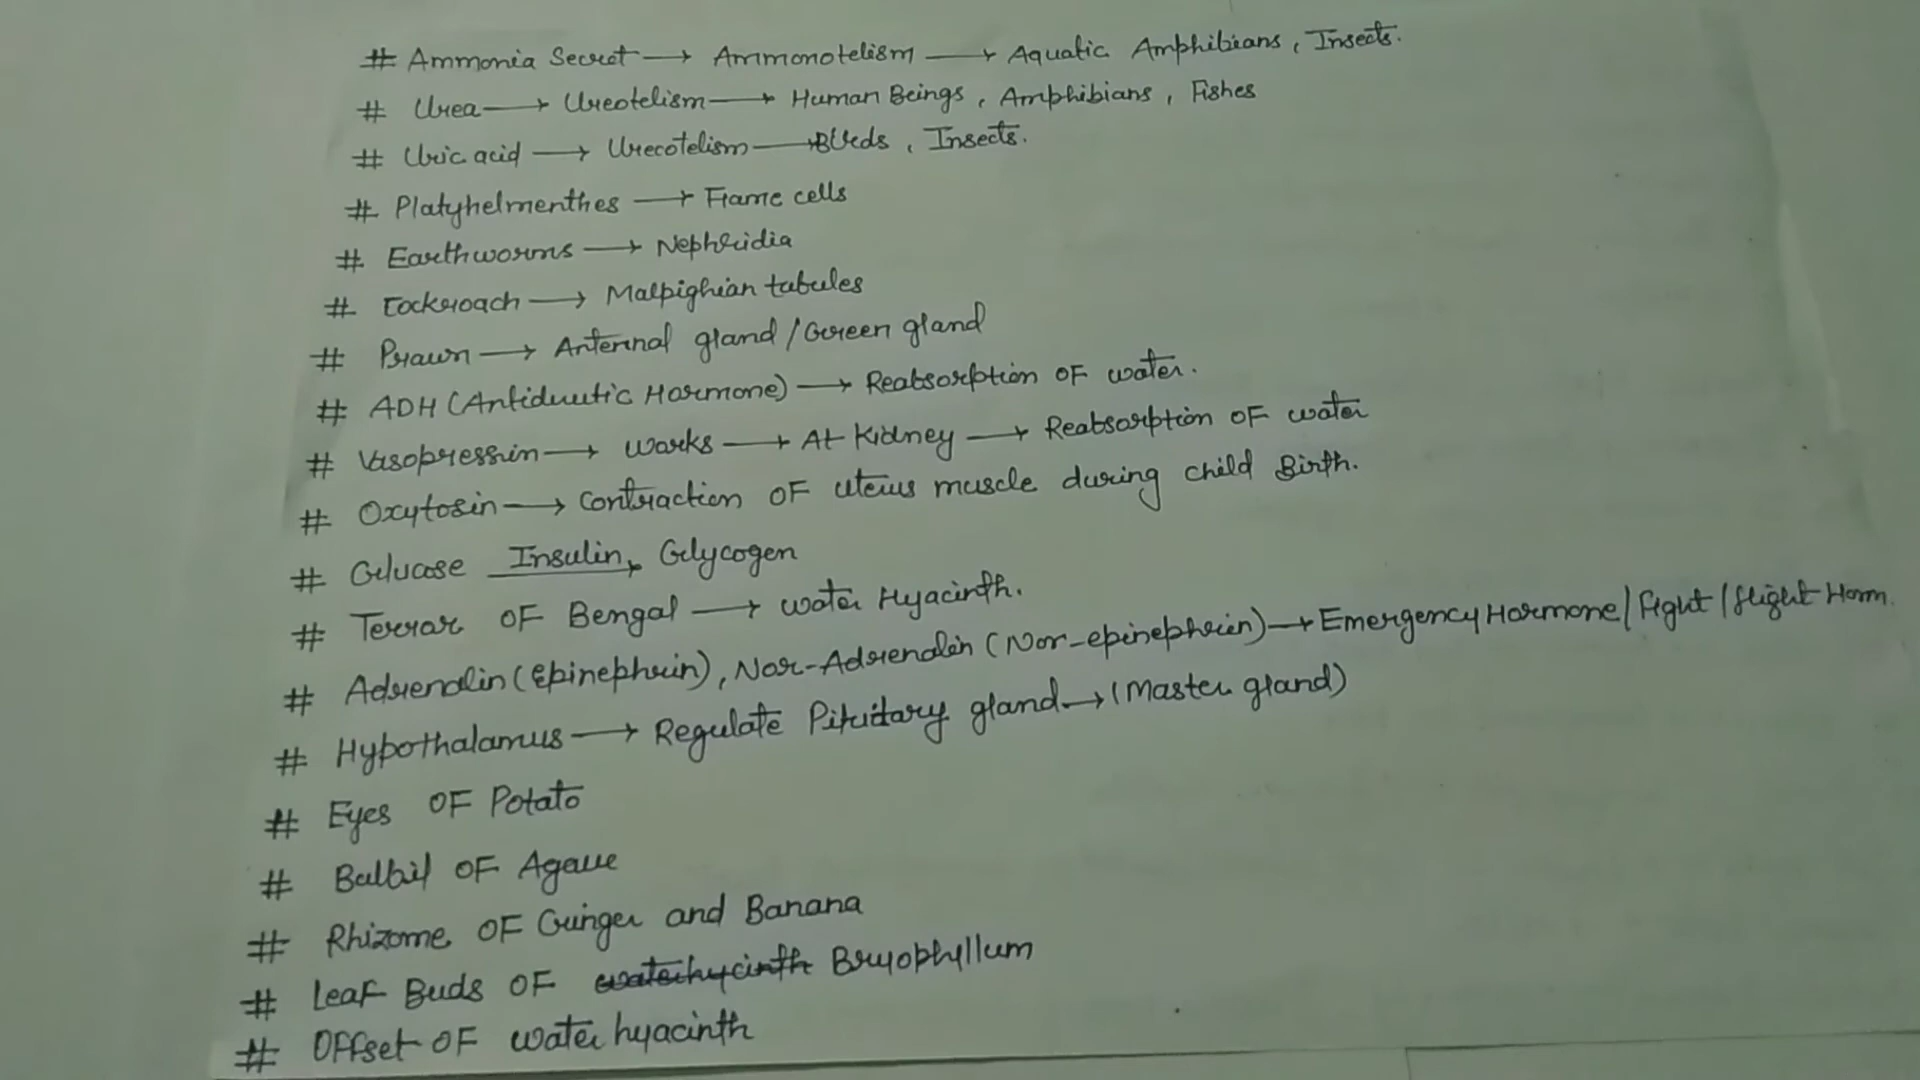 # Ammonia Secret → Ammonotelism → Aquatic Amphibians, Insects.
# Urea → Ureotelism → Human Beings, Amphibians, Fishes
# Uric acid → Urecotelism → Birds, Insects.
# Platyhelmenthes → Flame cells
# Earthworms → Nephridia
# Cockroach → Malpighian tubules
# Prawn → Antennal gland / Green gland
# ADH (Antidiuretic Hormone) → Reabsorption OF water.
# Vasopressin → works → At Kidney → Reabsorption OF water
# Oxytosin → Contraction OF uterus muscle during child Birth.
# Glucose Insulin→ Glycogen
# Terrar OF Bengal → water Hyacinth.
# Adrenalin (Epinephrin), Nor-Adrenalin (Nor-epinephrin) → Emergency Hormone / Fight / flight Horm.
# Hypothalamus → Regulate Pitutary gland → (Master gland)
# Eyes OF Potato
# Bulbil OF Agave
# Rhizome OF Ginger and Banana
# Leaf Buds OF waterhycinth Bryophyllum
# Offset OF water hyacinth